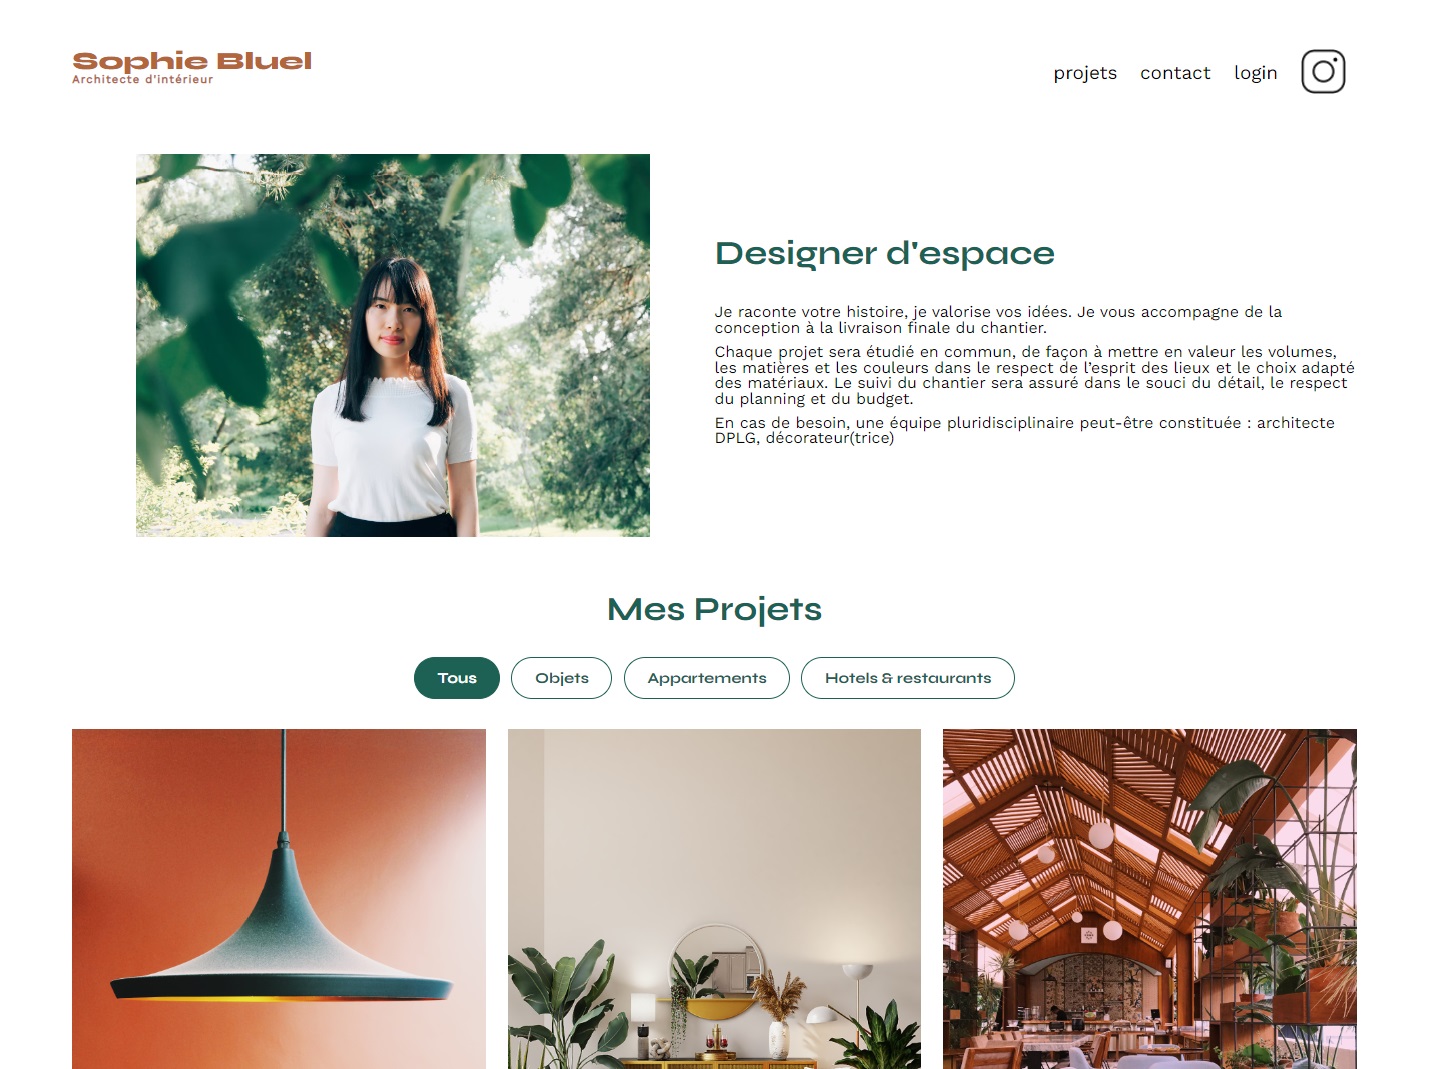 Sophie Bluel
Architecte d'intérieur
projets contact login
Designer d'espace
Je raconte votre histoire, je valorise vos idées. Je vous accompagne de la
conception à la livraison finale du chantier.
Chaque projet sera étudié en commun, de façon à mettre en valeur les volumes,
les matières et les couleurs dans le respect de l’esprit des lieux et le choix adapté
des matériaux. Le suivi du chantier sera assuré dans le souci du détail, le respect
du planning et du budget.
En cas de besoin, une équipe pluridisciplinaire peut-être constituée : architecte
DPLG, décorateur(trice)
Mes Projets
Tous Objets Appartements Hotels & restaurants